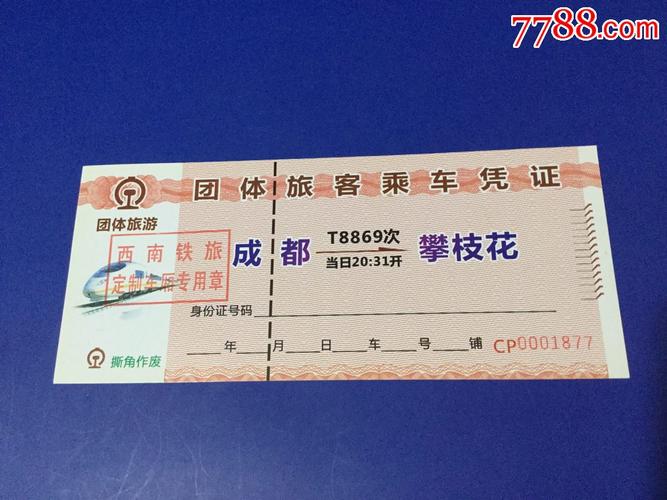 7788.com
团体旅客乘车凭证
团体旅游
西南铁旅
定制车厢专用章
成都
T8869次
当日20:31开
攀枝花
身份证号码
年 月 日 车 号 铺
CP0001877
撕角作废